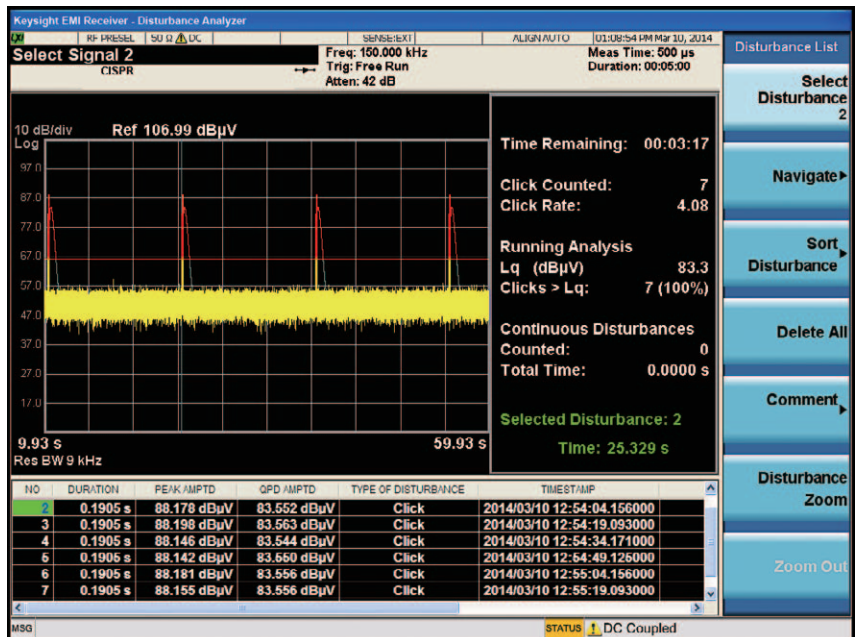 Keysight EMI Receiver - Disturbance Analyzer
RF PRESEL 50 Ω DC SENSE:EXT ALIGN AUTO 01:08:54 PM Mar 10, 2014
Select Signal 2
CISPR
Freq: 150.000 kHz
Trig: Free Run
Atten: 42 dB
Meas Time: 500 µs
Duration: 00:05:00
10 dB/div Ref 106.99 dBµV
Log
97.0
87.0
77.0
67.0
57.0
47.0
37.0
27.0
17.0
9.93 s 59.93 s
Res BW 9 kHz
Time Remaining: 00:03:17
Click Counted: 7
Click Rate: 4.08
Running Analysis
Lq (dBµV) 83.3
Clicks > Lq: 7 (100%)
Continuous Disturbances
Counted: 0
Total Time: 0.0000 s
Selected Disturbance: 2
Time: 25.329 s
NO DURATION PEAK AMPTD QPD AMPTD TYPE OF DISTURBANCE TIMESTAMP
2 0.1905 s 88.178 dBµV 83.552 dBµV Click 2014/03/10 12:54:04.156000
3 0.1905 s 88.198 dBµV 83.563 dBµV Click 2014/03/10 12:54:19.093000
4 0.1905 s 88.146 dBµV 83.544 dBµV Click 2014/03/10 12:54:34.171000
5 0.1905 s 88.142 dBµV 83.550 dBµV Click 2014/03/10 12:54:49.125000
6 0.1905 s 88.181 dBµV 83.556 dBµV Click 2014/03/10 12:55:04.156000
7 0.1905 s 88.155 dBµV 83.556 dBµV Click 2014/03/10 12:55:19.093000
MSG STATUS DC Coupled
Disturbance List
Select
Disturbance
2
Navigate
Sort
Disturbance
Delete All
Comment
Disturbance
Zoom
Zoom Out